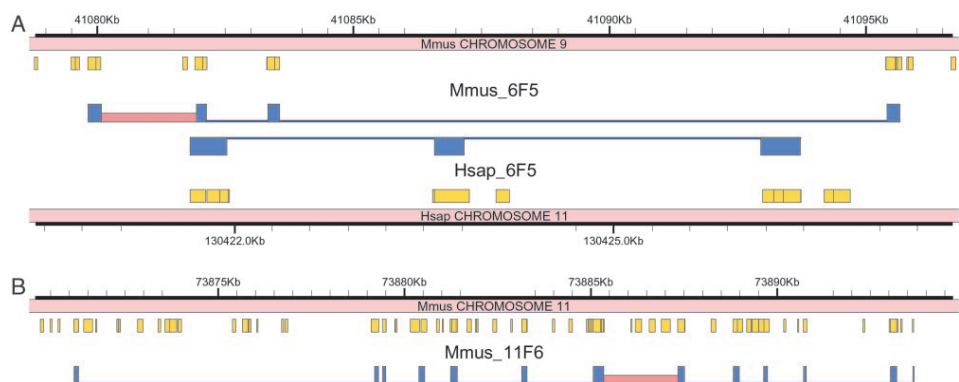 A
41080Kb 41085Kb 41090Kb 41095Kb
Mmus CHROMOSOME 9
Mmus_6F5
Hsap_6F5
Hsap CHROMOSOME 11
130422.0Kb 130425.0Kb
B
73875Kb 73880Kb 73885Kb 73890Kb
Mmus CHROMOSOME 11
Mmus_11F6